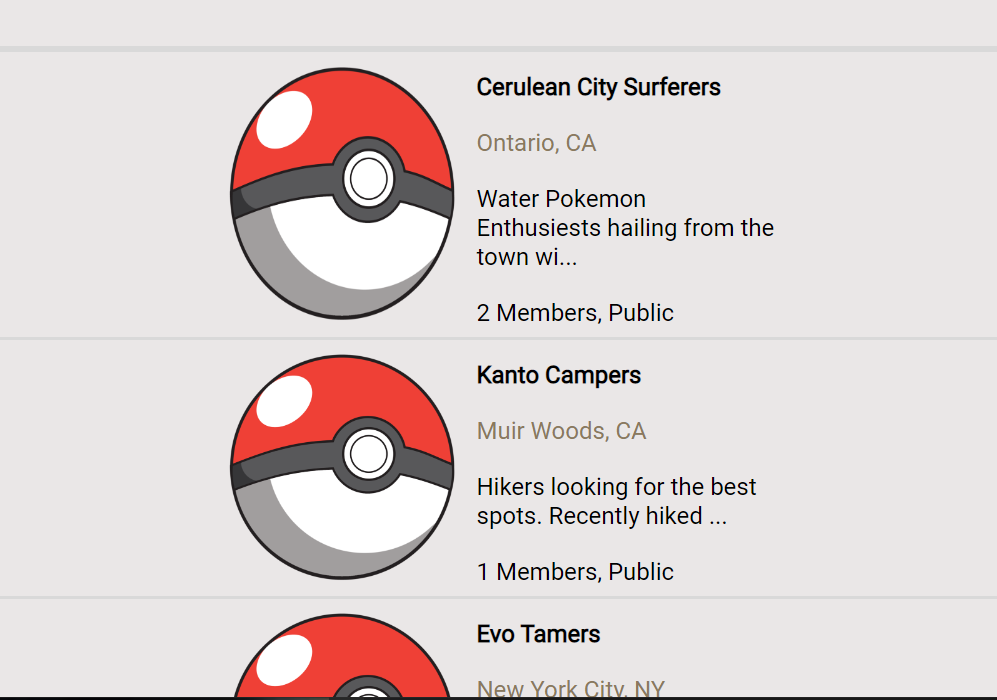 Cerulean City Surferers
Ontario, CA
Water Pokemon
Enthusiasts hailing from the
town wi...
2 Members, Public
Kanto Campers
Muir Woods, CA
Hikers looking for the best
spots. Recently hiked ...
1 Members, Public
Evo Tamers
New York City, NY